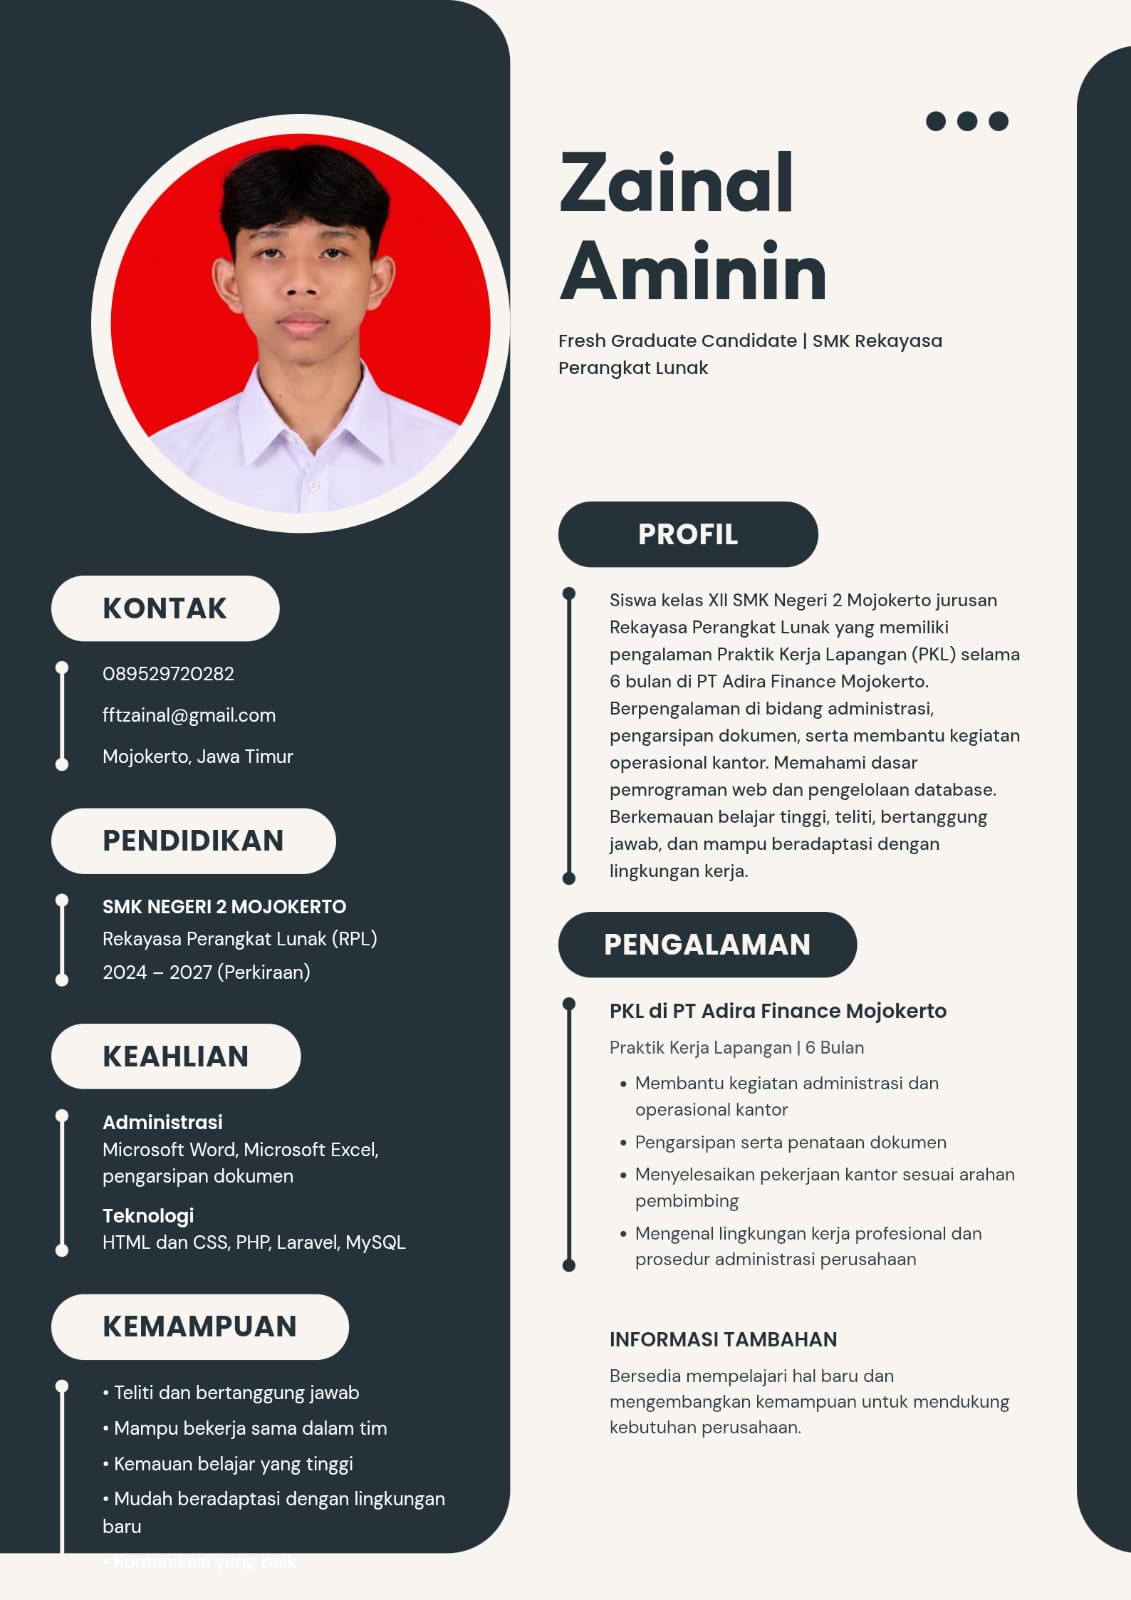 Zainal
Aminin
Fresh Graduate Candidate | SMK Rekayasa
Perangkat Lunak
KONTAK
089529720282
fftzainal@gmail.com
Mojokerto, Jawa Timur
PENDIDIKAN
SMK NEGERI 2 MOJOKERTO
Rekayasa Perangkat Lunak (RPL)
2024 – 2027 (Perkiraan)
KEAHLIAN
Administrasi
Microsoft Word, Microsoft Excel,
pengarsipan dokumen
Teknologi
HTML dan CSS, PHP, Laravel, MySQL
KEMAMPUAN
• Teliti dan bertanggung jawab
• Mampu bekerja sama dalam tim
• Kemauan belajar yang tinggi
• Mudah beradaptasi dengan lingkungan
baru
• Komunikasi yang baik
PROFIL
Siswa kelas XII SMK Negeri 2 Mojokerto jurusan
Rekayasa Perangkat Lunak yang memiliki
pengalaman Praktik Kerja Lapangan (PKL) selama
6 bulan di PT Adira Finance Mojokerto.
Berpengalaman di bidang administrasi,
pengarsipan dokumen, serta membantu kegiatan
operasional kantor. Memahami dasar
pemrograman web dan pengelolaan database.
Berkemauan belajar tinggi, teliti, bertanggung
jawab, dan mampu beradaptasi dengan
lingkungan kerja.
PENGALAMAN
PKL di PT Adira Finance Mojokerto
Praktik Kerja Lapangan | 6 Bulan
• Membantu kegiatan administrasi dan
operasional kantor
• Pengarsipan serta penataan dokumen
• Menyelesaikan pekerjaan kantor sesuai arahan
pembimbing
• Mengenal lingkungan kerja profesional dan
prosedur administrasi perusahaan
INFORMASI TAMBAHAN
Bersedia mempelajari hal baru dan
mengembangkan kemampuan untuk mendukung
kebutuhan perusahaan.